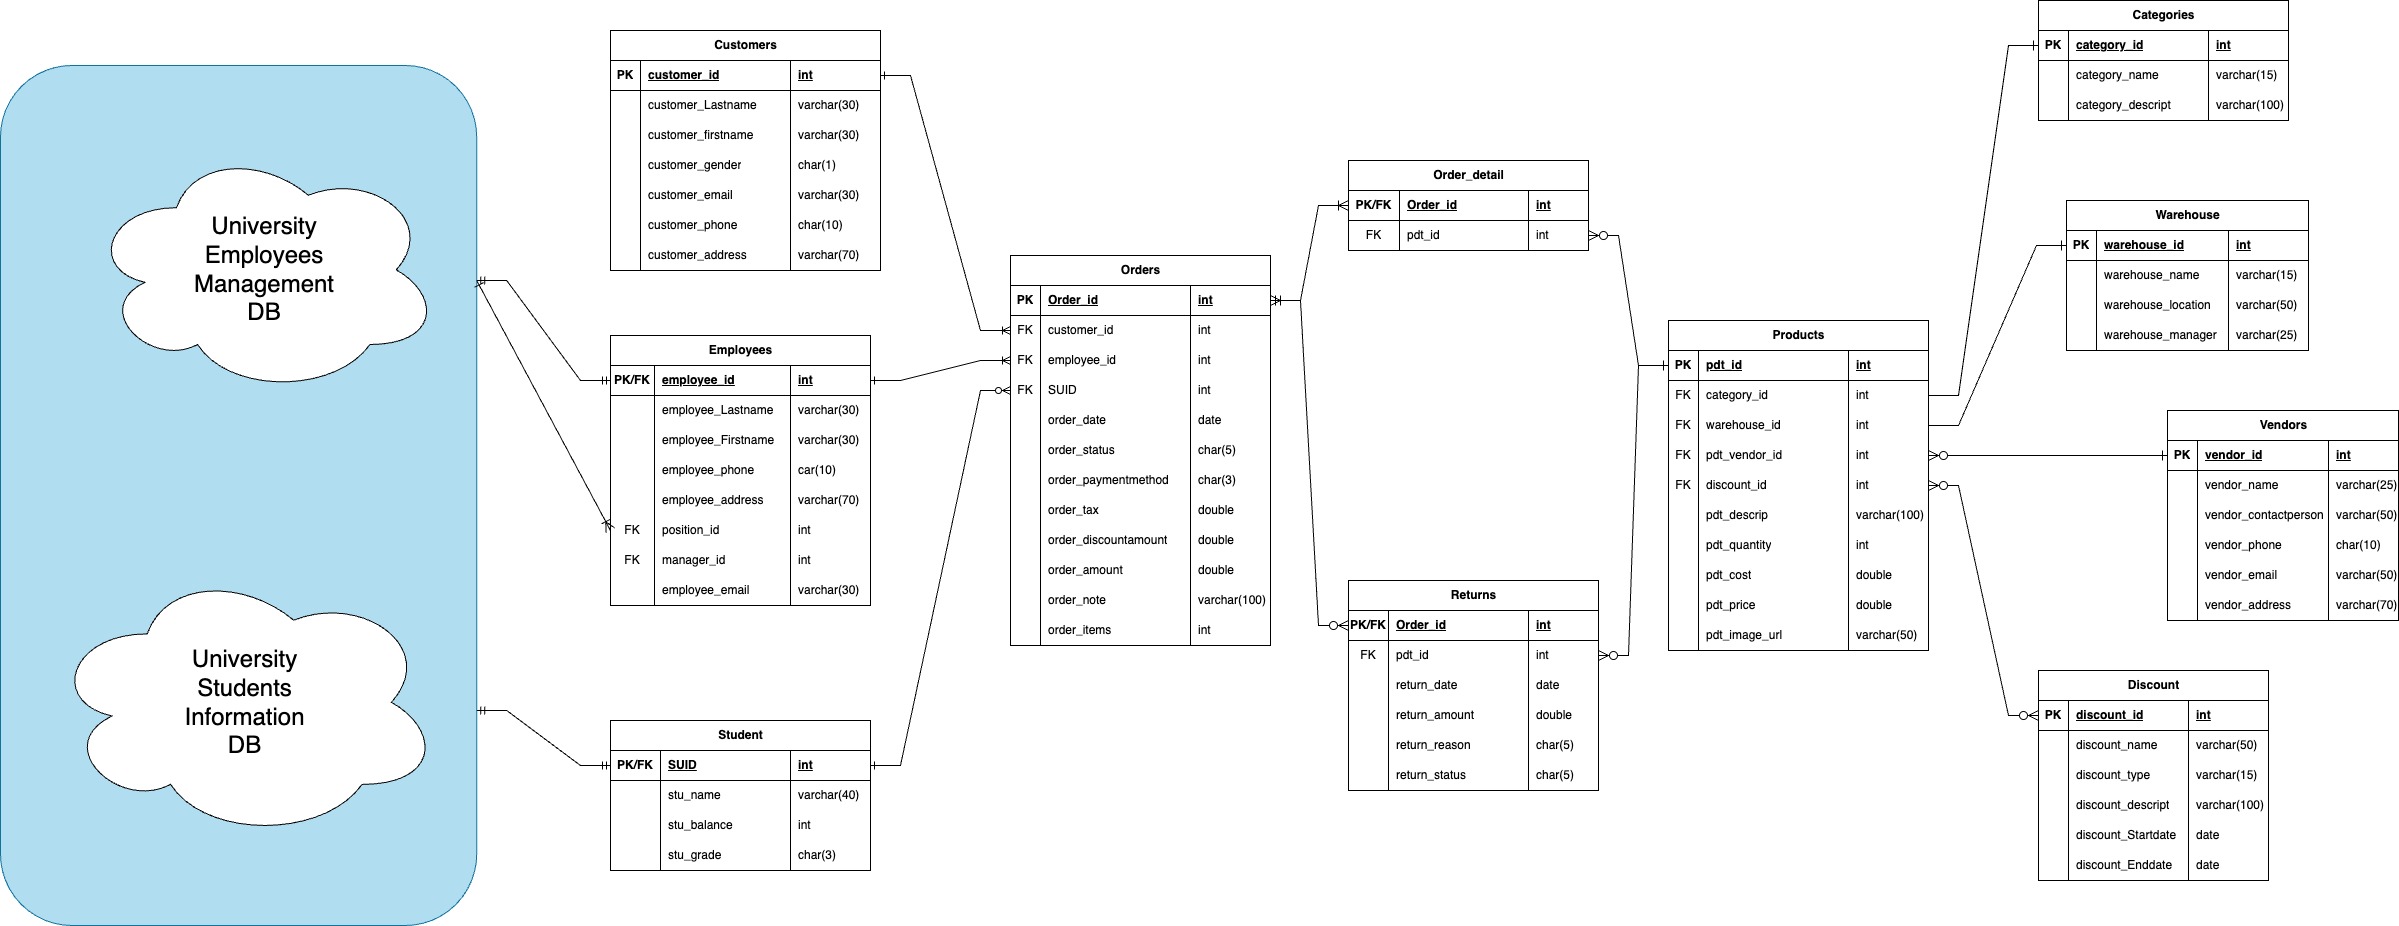 University
Employees
Management
DB
University
Students
Information
DB
Customers
PK customer_id int
customer_Lastname varchar(30)
customer_firstname varchar(30)
customer_gender char(1)
customer_email varchar(30)
customer_phone char(10)
customer_address varchar(70)
Employees
PK/FK employee_id int
employee_Lastname varchar(30)
employee_Firstname varchar(30)
employee_phone car(10)
employee_address varchar(70)
FK position_id int
FK manager_id int
employee_email varchar(30)
Student
PK/FK SUID int
stu_name varchar(40)
stu_balance int
stu_grade char(3)
Orders
PK Order_id int
FK customer_id int
FK employee_id int
FK SUID int
order_date date
order_status char(5)
order_paymentmethod char(3)
order_tax double
order_discountamount double
order_amount double
order_note varchar(100)
order_items int
Order_detail
PK/FK Order_id int
FK pdt_id int
Returns
PK/FK Order_id int
FK pdt_id int
return_date date
return_amount double
return_reason char(5)
return_status char(5)
Products
PK pdt_id int
FK category_id int
FK warehouse_id int
FK pdt_vendor_id int
FK discount_id int
pdt_descrip varchar(100)
pdt_quantity int
pdt_cost double
pdt_price double
pdt_image_url varchar(50)
Categories
PK category_id int
category_name varchar(15)
category_descript varchar(100)
Warehouse
PK warehouse_id int
warehouse_name varchar(15)
warehouse_location varchar(50)
warehouse_manager varchar(25)
Vendors
PK vendor_id int
vendor_name varchar(25)
vendor_contactperson varchar(50)
vendor_phone char(10)
vendor_email varchar(50)
vendor_address varchar(70)
Discount
PK discount_id int
discount_name varchar(50)
discount_type varchar(15)
discount_descript varchar(100)
discount_Startdate date
discount_Enddate date